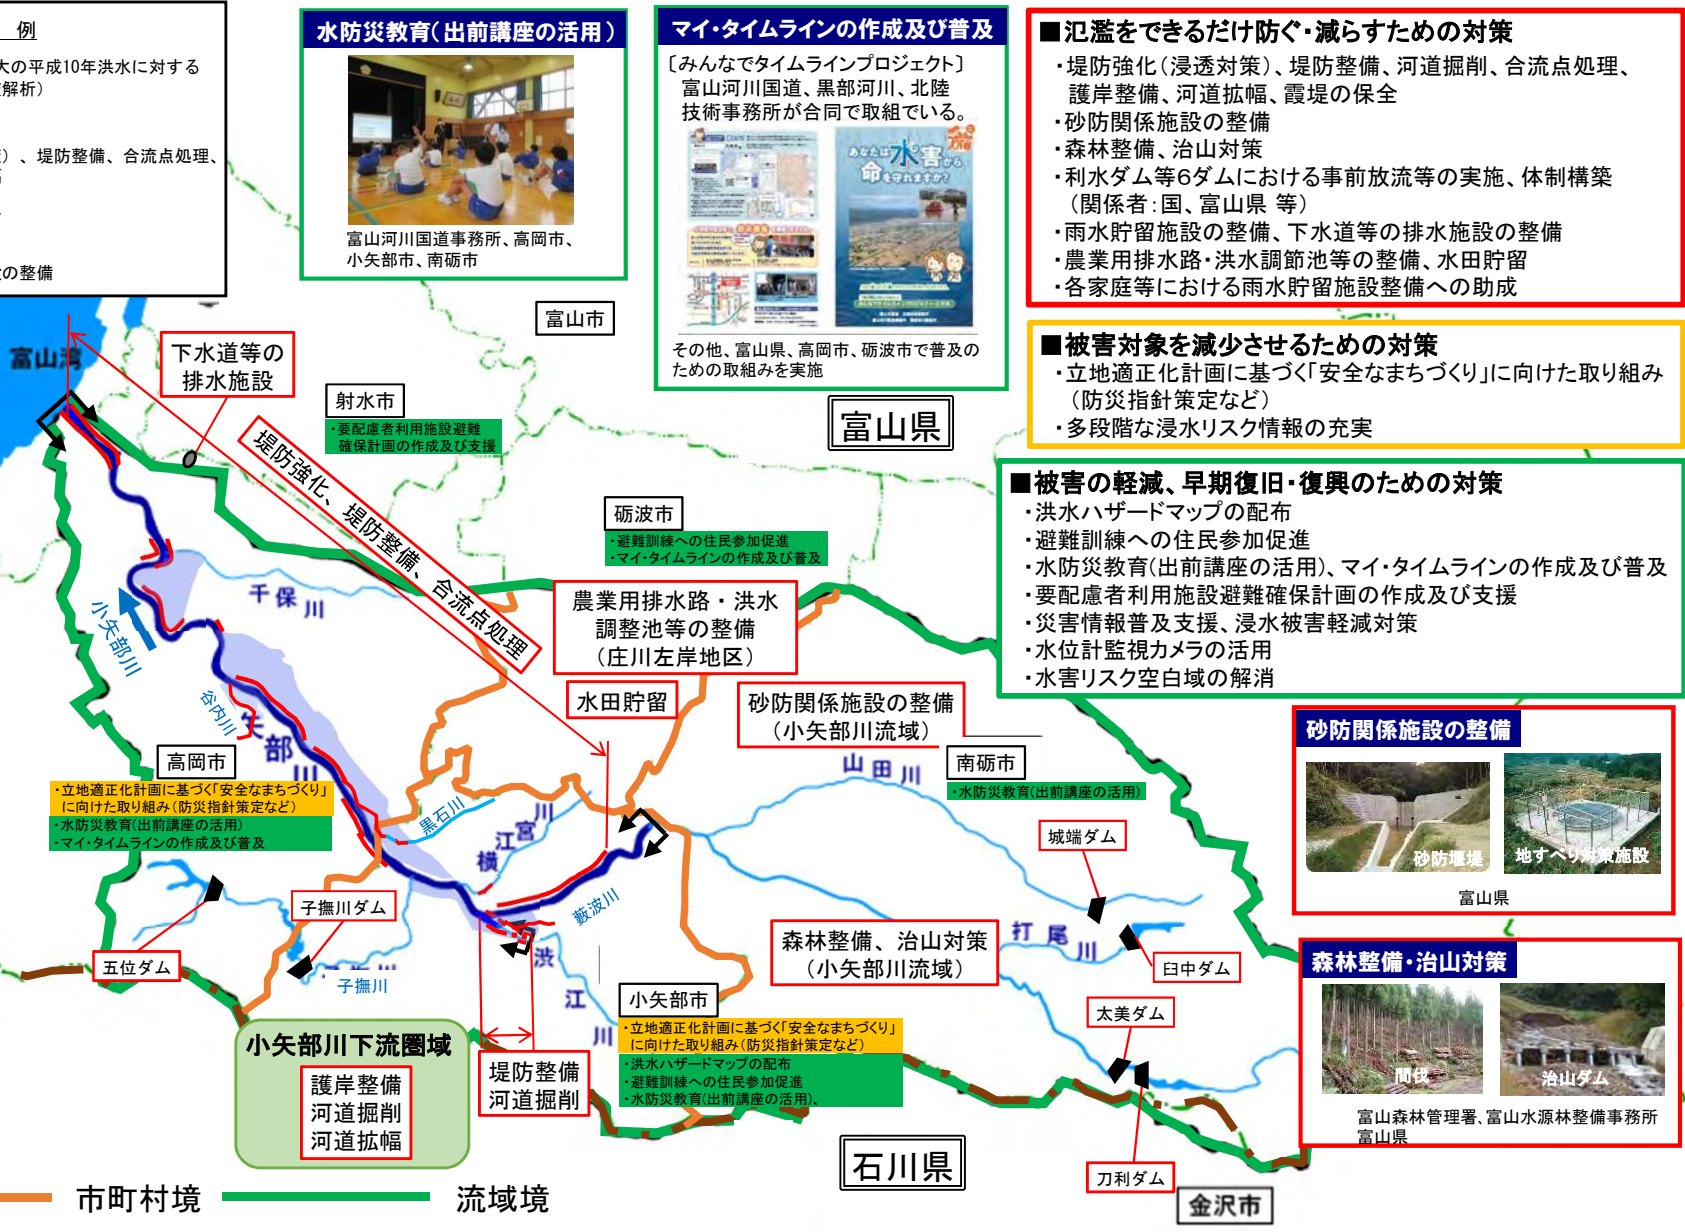 例
大の平成10年洪水に対する
解析）
）、堤防整備、合流点処理、
の整備
水防災教育(出前講座の活用)
富山河川国道事務所、高岡市、
小矢部市、南砺市
マイ・タイムラインの作成及び普及
〔みんなでタイムラインプロジェクト〕
富山河川国道、黒部河川、北陸
技術事務所が合同で取組でいる。
あなたは水害から
命を守れますか?
その他、富山県、高岡市、砺波市で普及の
ための取組みを実施
■氾濫をできるだけ防ぐ・減らすための対策
・堤防強化(浸透対策)、堤防整備、河道掘削、合流点処理、
護岸整備、河道拡幅、霞堤の保全
・砂防関係施設の整備
・森林整備、治山対策
・利水ダム等6ダムにおける事前放流等の実施、体制構築
（関係者:国、富山県 等）
・雨水貯留施設の整備、下水道等の排水施設の整備
・農業用排水路・洪水調節池等の整備、水田貯留
・各家庭等における雨水貯留施設整備への助成
■被害対象を減少させるための対策
・立地適正化計画に基づく「安全なまちづくり」に向けた取り組み
（防災指針策定など）
・多段階な浸水リスク情報の充実
■被害の軽減、早期復旧・復興のための対策
・洪水ハザードマップの配布
・避難訓練への住民参加促進
・水防災教育(出前講座の活用)、マイ・タイムラインの作成及び普及
・要配慮者利用施設避難確保計画の作成及び支援
・災害情報普及支援、浸水被害軽減対策
・水位計監視カメラの活用
・水害リスク空白域の解消
富山湾
下水道等の
排水施設
富山市
射水市
・要配慮者利用施設避難
確保計画の作成及び支援
富山県
堤防強化、堤防整備、合流点処理
砺波市
・避難訓練への住民参加促進
・マイ・タイムラインの作成及び普及
千保川
小矢部川
農業用排水路・洪水
調整池等の整備
（庄川左岸地区）
水田貯留
砂防関係施設の整備
（小矢部川流域）
谷内川
矢部川
高岡市
・立地適正化計画に基づく「安全なまちづくり」
に向けた取り組み(防災指針策定など)
・水防災教育(出前講座の活用)
・マイ・タイムラインの作成及び普及
山田川
南砺市
・水防災教育(出前講座の活用)
黒石川
横江宮川
城端ダム
砂防関係施設の整備
砂防堰堤
地すべり対策施設
富山県
子撫川ダム
薮波川
五位ダム
子撫川
渋江川
森林整備、治山対策
（小矢部川流域）
打尾川
臼中ダム
太美ダム
刀利ダム
森林整備・治山対策
間伐
治山ダム
富山森林管理署、富山水源林整備事務所
富山県
小矢部市
・立地適正化計画に基づく「安全なまちづくり」
に向けた取り組み(防災指針策定など)
・洪水ハザードマップの配布
・避難訓練への住民参加促進
・水防災教育(出前講座の活用)、
小矢部川下流圏域
護岸整備
河道掘削
河道拡幅
堤防整備
河道掘削
石川県
金沢市
市町村境
流域境